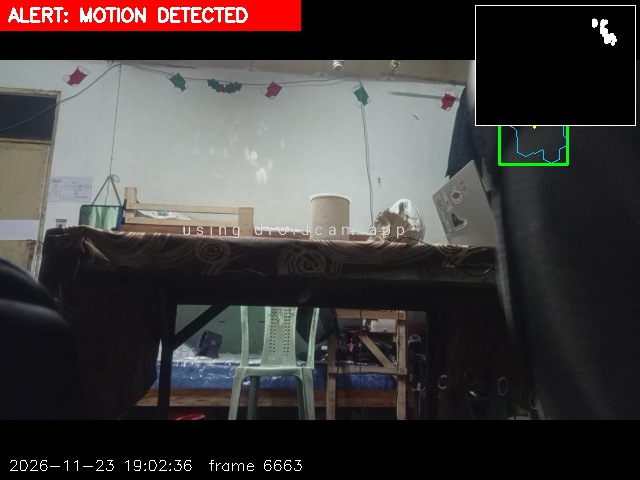 ALERT: MOTION DETECTED
using droidcam app
2026-11-23 19:02:36 frame 6663